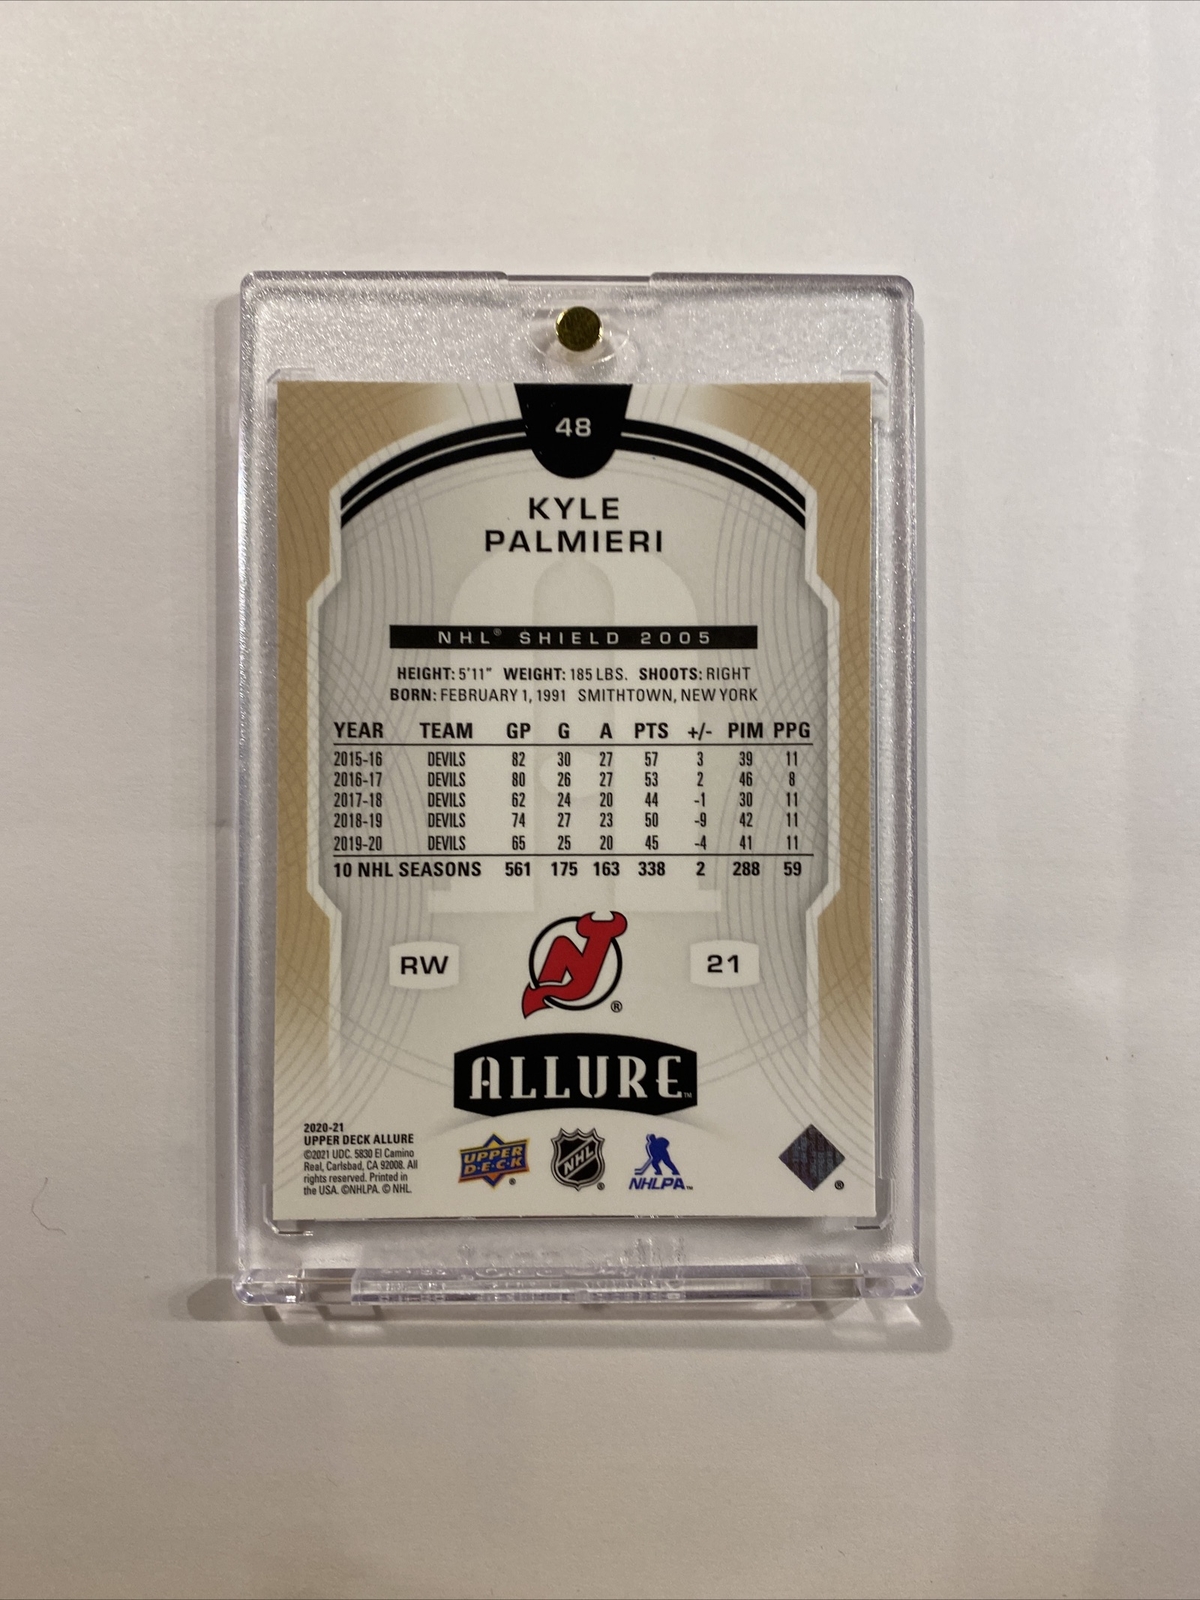 48
KYLE
PALMIERI
NHL® SHIELD 2005
HEIGHT: 5'11" WEIGHT: 185 LBS. SHOOTS: RIGHT
BORN: FEBRUARY 1, 1991 SMITHTOWN, NEW YORK
YEAR TEAM GP G A PTS +/- PIM PPG
2015-16 DEVILS 82 30 27 57 3 39 11
2016-17 DEVILS 80 26 27 53 2 46 8
2017-18 DEVILS 62 24 20 44 -1 30 11
2018-19 DEVILS 74 27 23 50 -9 42 11
2019-20 DEVILS 65 25 20 45 -4 41 11
10 NHL SEASONS 561 175 163 338 2 288 59
RW NJ® 21
ALLURE™
2020-21
UPPER DECK ALLURE
©2021 UDC. 5830 El Camino
Real, Carlsbad, CA 92008. All
rights reserved. Printed in
the USA. ©NHLPA. © NHL.
UPPER
D·E·C·K ®
NHL ®
NHLPA™
®